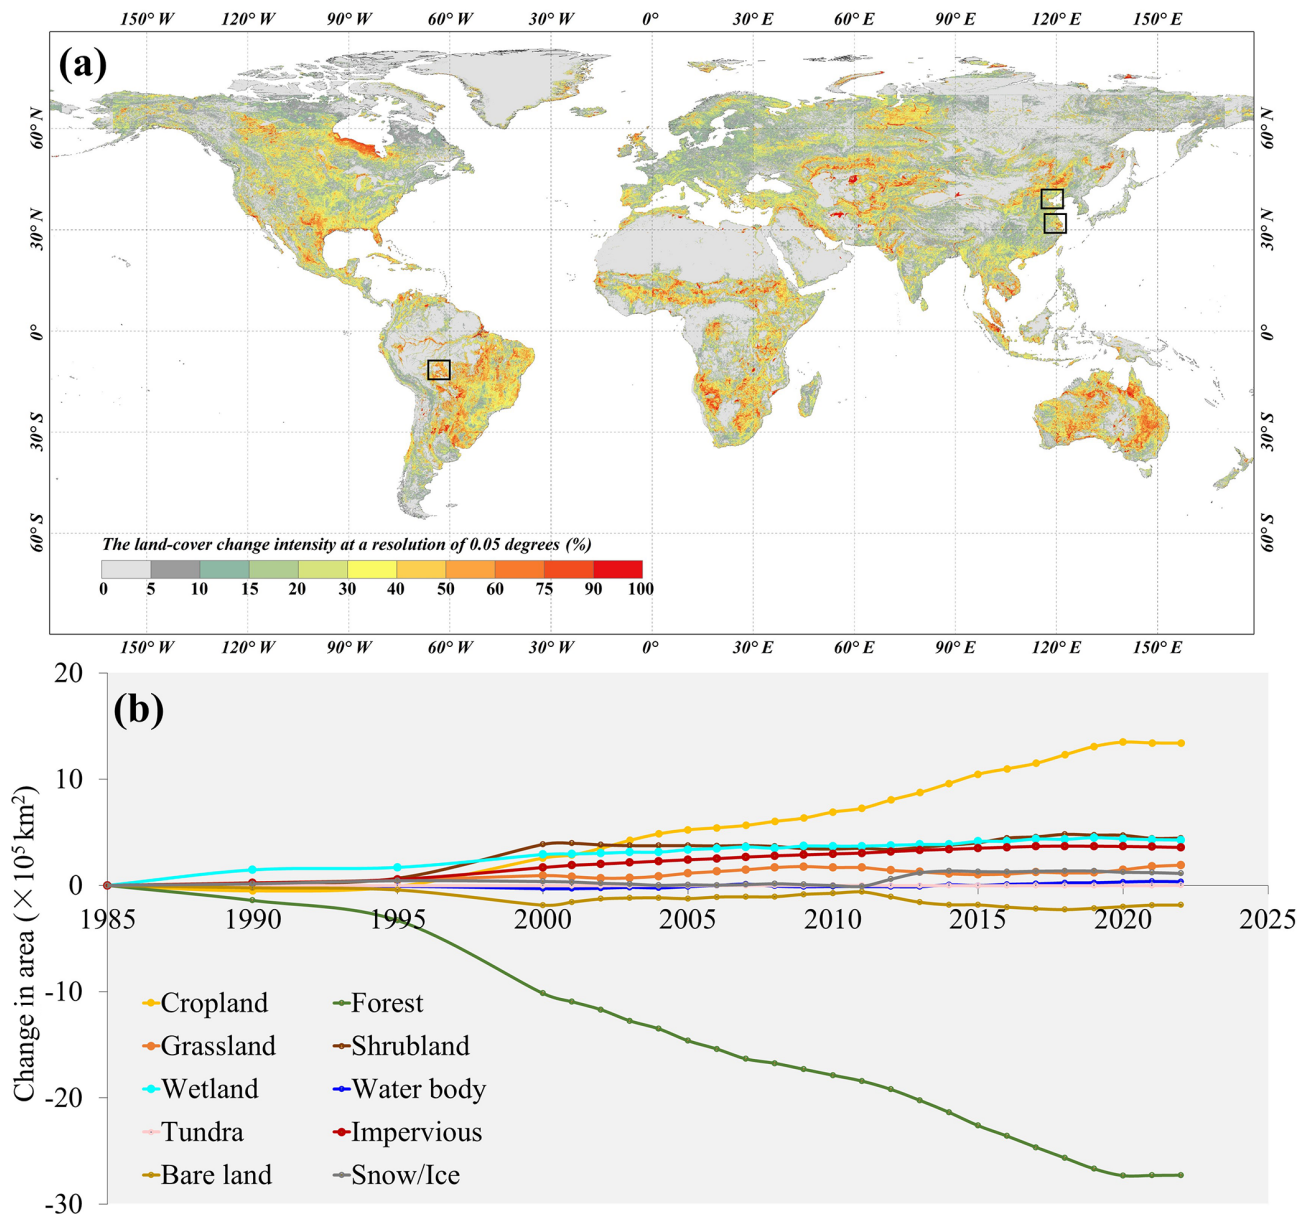 150° W 120° W 90° W 60° W 30° W 0° 30° E 60° E 90° E 120° E 150° E
(a)
60° N 60° N
30° N 30° N
0° 0°
30° S 30° S
60° S 60° S
The land-cover change intensity at a resolution of 0.05 degrees (%)
0 5 10 15 20 30 40 50 60 75 90 100
150° W 120° W 90° W 60° W 30° W 0° 30° E 60° E 90° E 120° E 150° E
(b)
Change in area (×10⁵ km²)
20
10
0
-10
-20
-30
1985 1990 1995 2000 2005 2010 2015 2020 2025
Cropland Forest
Grassland Shrubland
Wetland Water body
Tundra Impervious
Bare land Snow/Ice